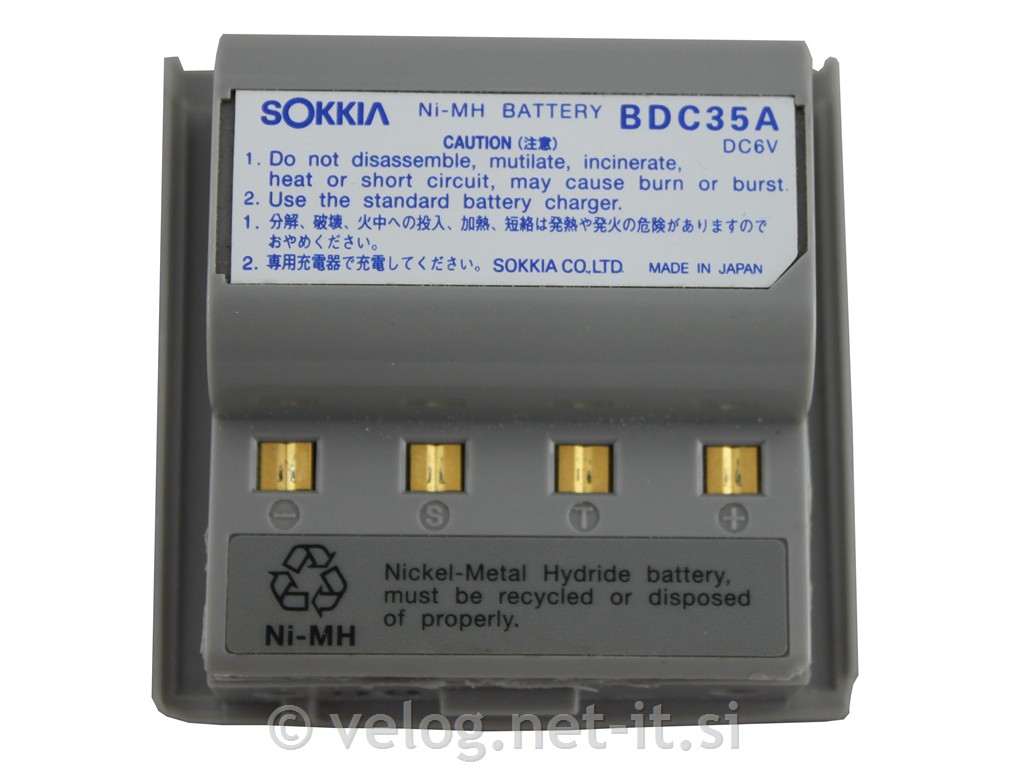 SOKKIA Ni-MH BATTERY BDC35A
DC6V
CAUTION (注意)
1. Do not disassemble, mutilate, incinerate,
heat or short circuit, may cause burn or burst.
2. Use the standard battery charger.
1. 分解、破壊、火中への投入、加熱、短絡は発熱や発火の危険がありますので
おやめください。
2. 専用充電器で充電してください。 SOKKIA CO.,LTD. MADE IN JAPAN
− S T +
Nickel-Metal Hydride battery,
must be recycled or disposed
of properly.
Ni-MH
© velog.net-it.si